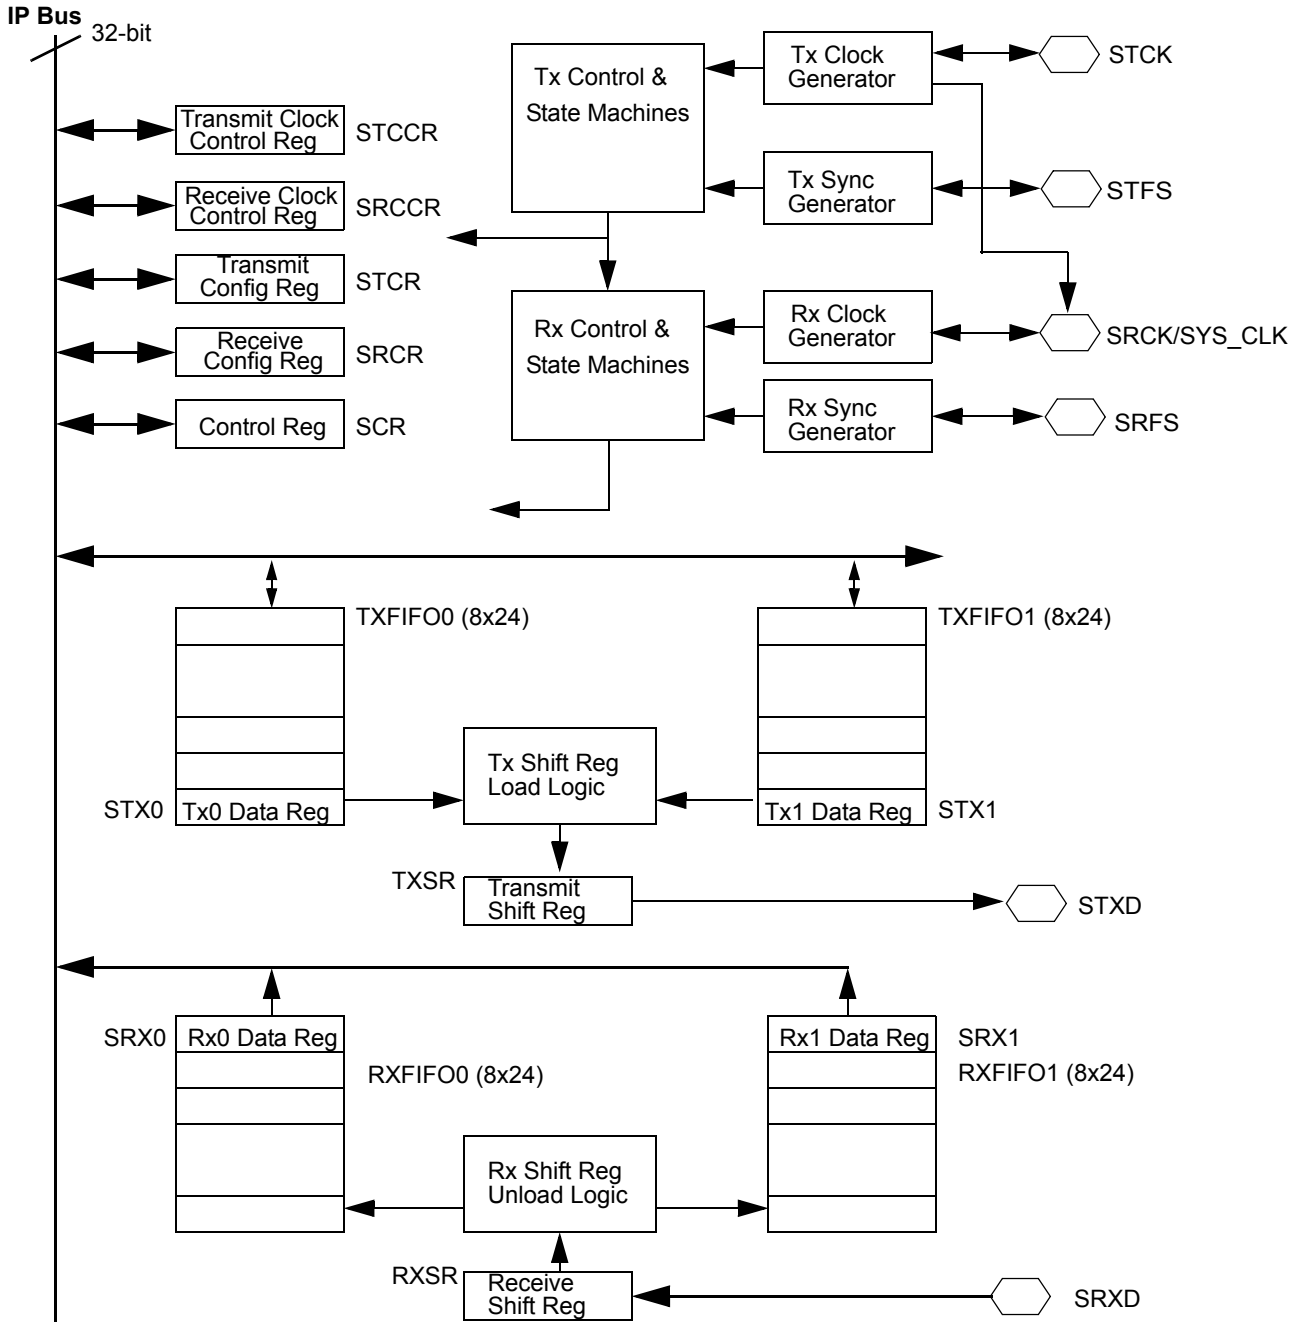 IP Bus
32-bit
Transmit Clock
Control Reg
STCCR
Receive Clock
Control Reg
SRCCR
Transmit
Config Reg
STCR
Receive
Config Reg
SRCR
Control Reg
SCR
Tx Control &
State Machines
Tx Clock
Generator
STCK
Tx Sync
Generator
STFS
Rx Control &
State Machines
Rx Clock
Generator
SRCK/SYS_CLK
Rx Sync
Generator
SRFS
TXFIFO0 (8x24)
TXFIFO1 (8x24)
Tx Shift Reg
Load Logic
STX0
Tx0 Data Reg
Tx1 Data Reg
STX1
TXSR
Transmit
Shift Reg
STXD
SRX0
Rx0 Data Reg
Rx1 Data Reg
SRX1
RXFIFO0 (8x24)
RXFIFO1 (8x24)
Rx Shift Reg
Unload Logic
RXSR
Receive
Shift Reg
SRXD